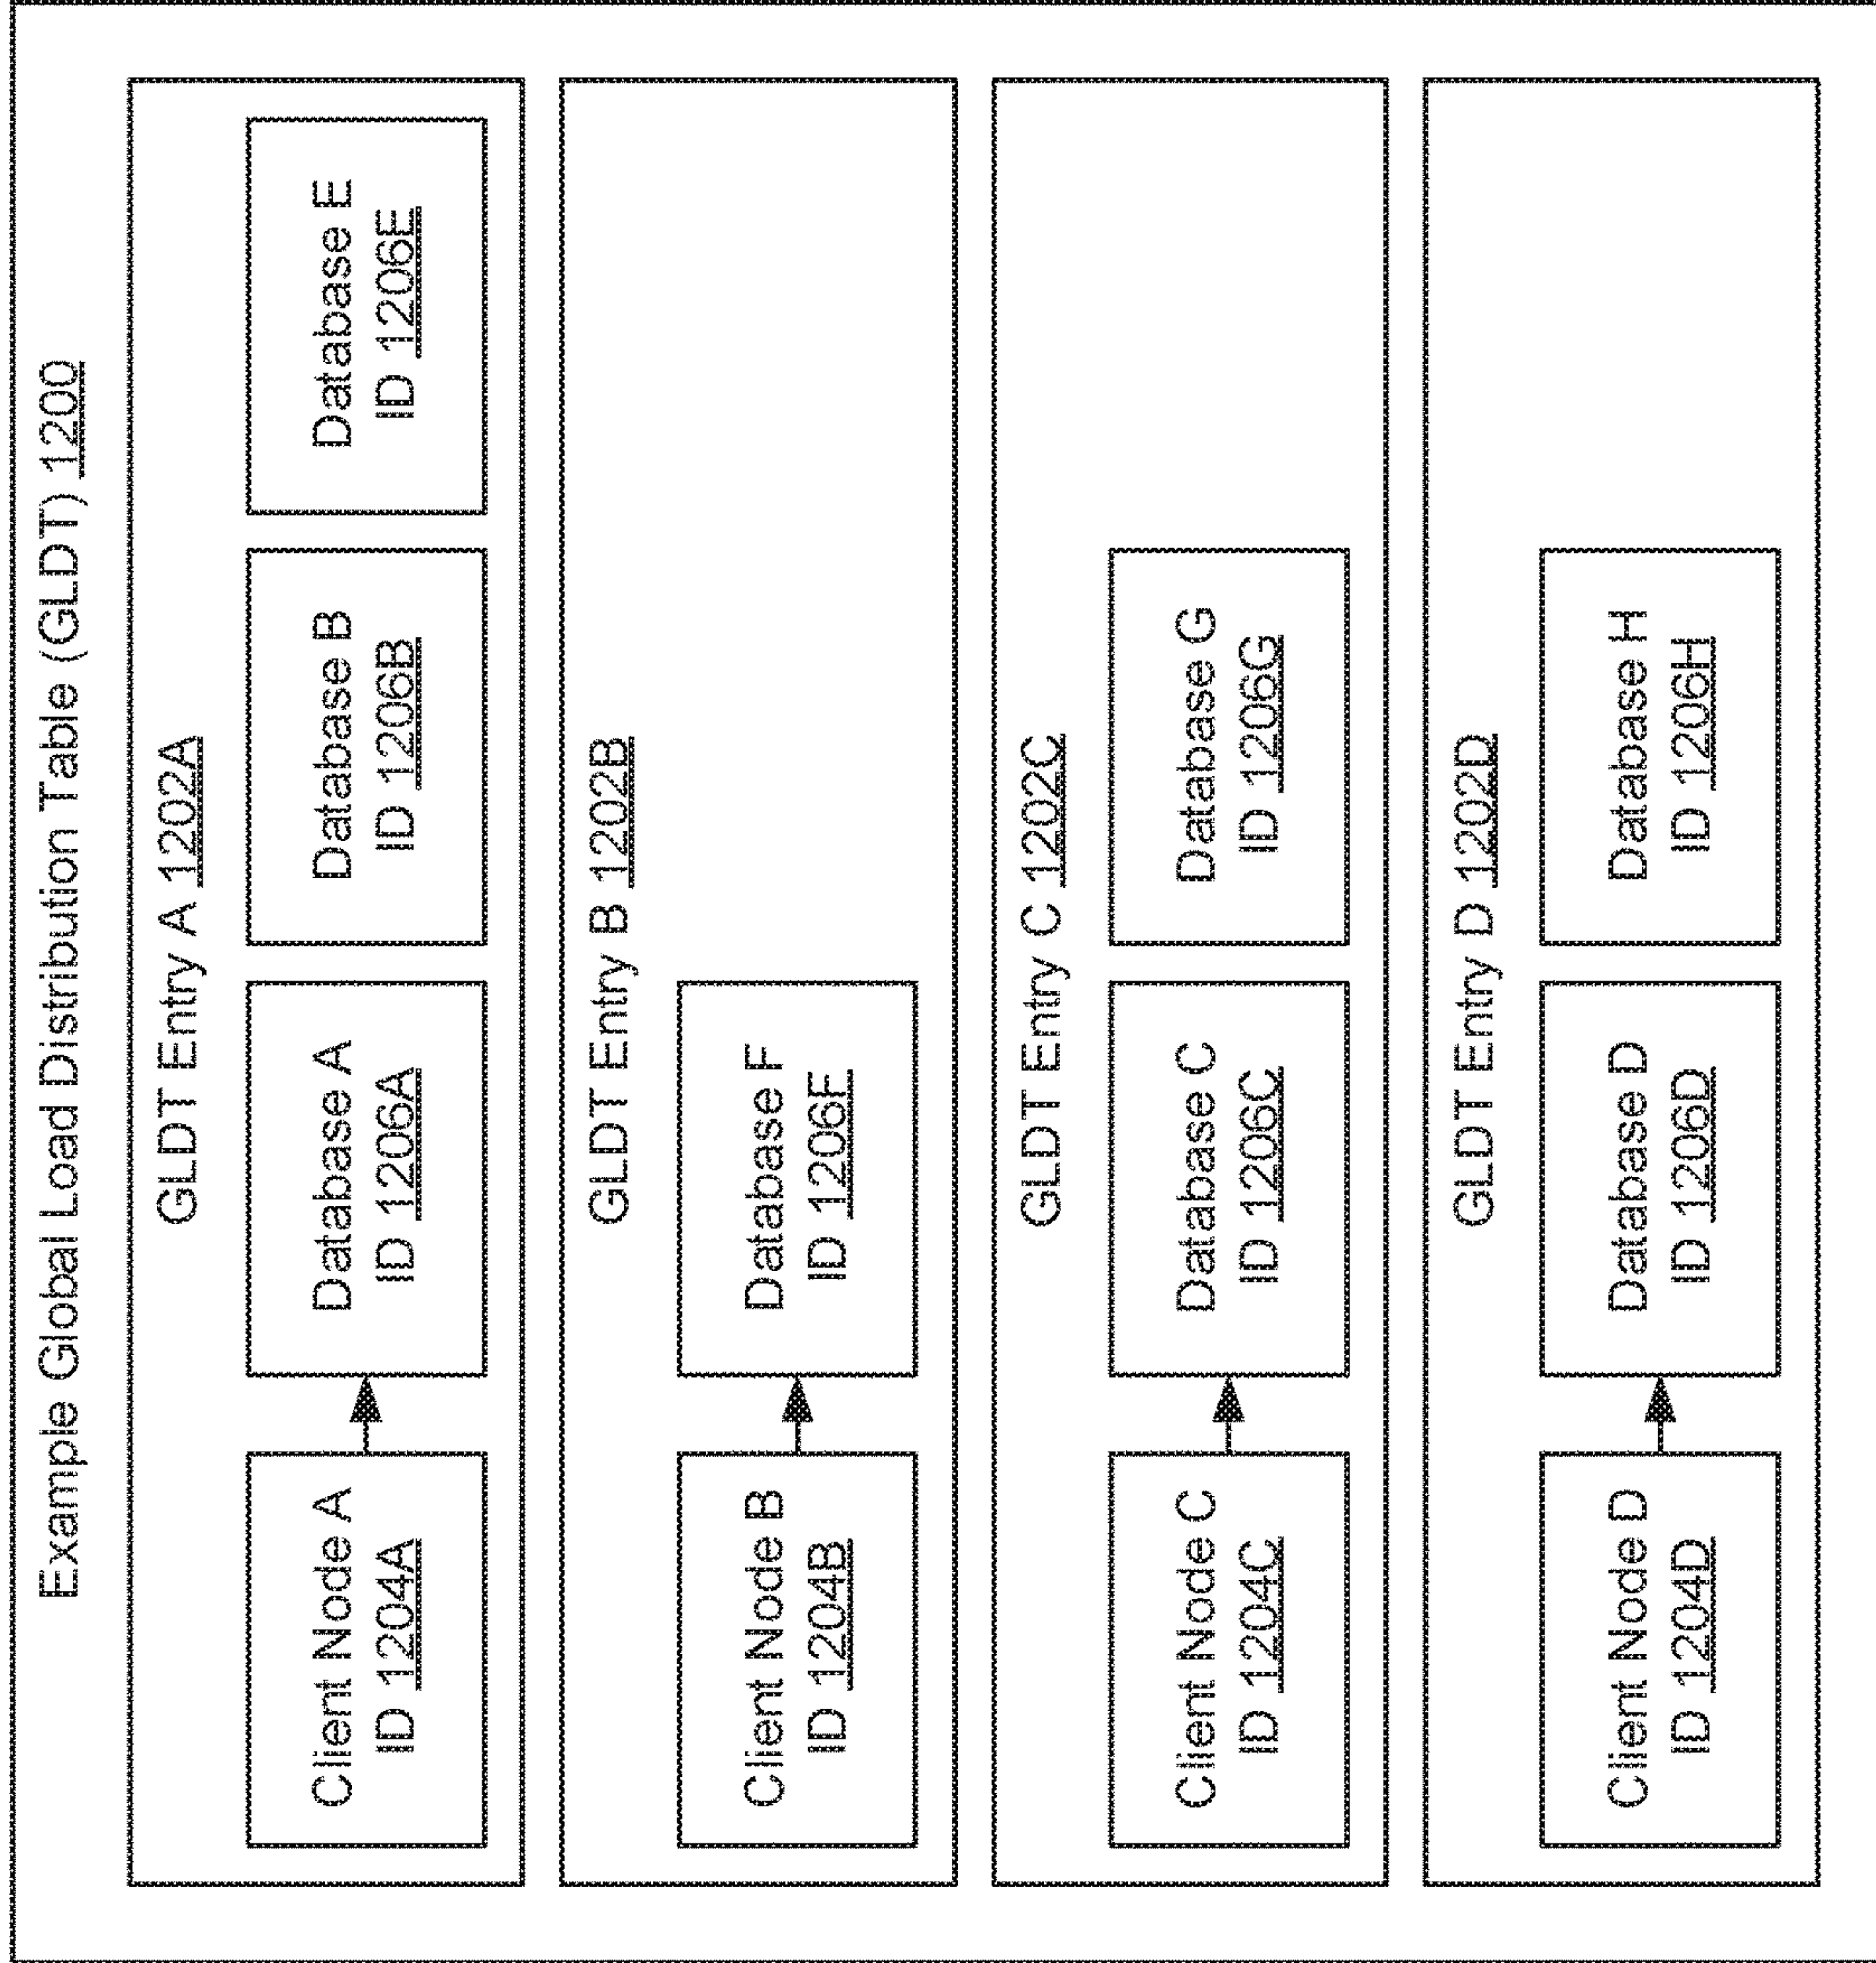 Example Global Load Distribution Table (GLDT) 1200
GLDT Entry A 1202A
Client Node A
ID 1204A
Database A
ID 1206A
Database B
ID 1206B
Database E
ID 1206E
GLDT Entry B 1202B
Client Node B
ID 1204B
Database F
ID 1206F
GLDT Entry C 1202C
Client Node C
ID 1204C
Database C
ID 1206C
Database G
ID 1206G
GLDT Entry D 1202D
Client Node D
ID 1204D
Database D
ID 1206D
Database H
ID 1206H